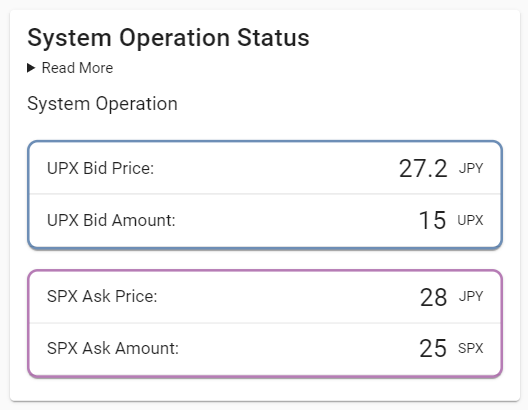 System Operation Status
Read More
System Operation
UPX Bid Price: 27.2 JPY
UPX Bid Amount: 15 UPX
SPX Ask Price: 28 JPY
SPX Ask Amount: 25 SPX